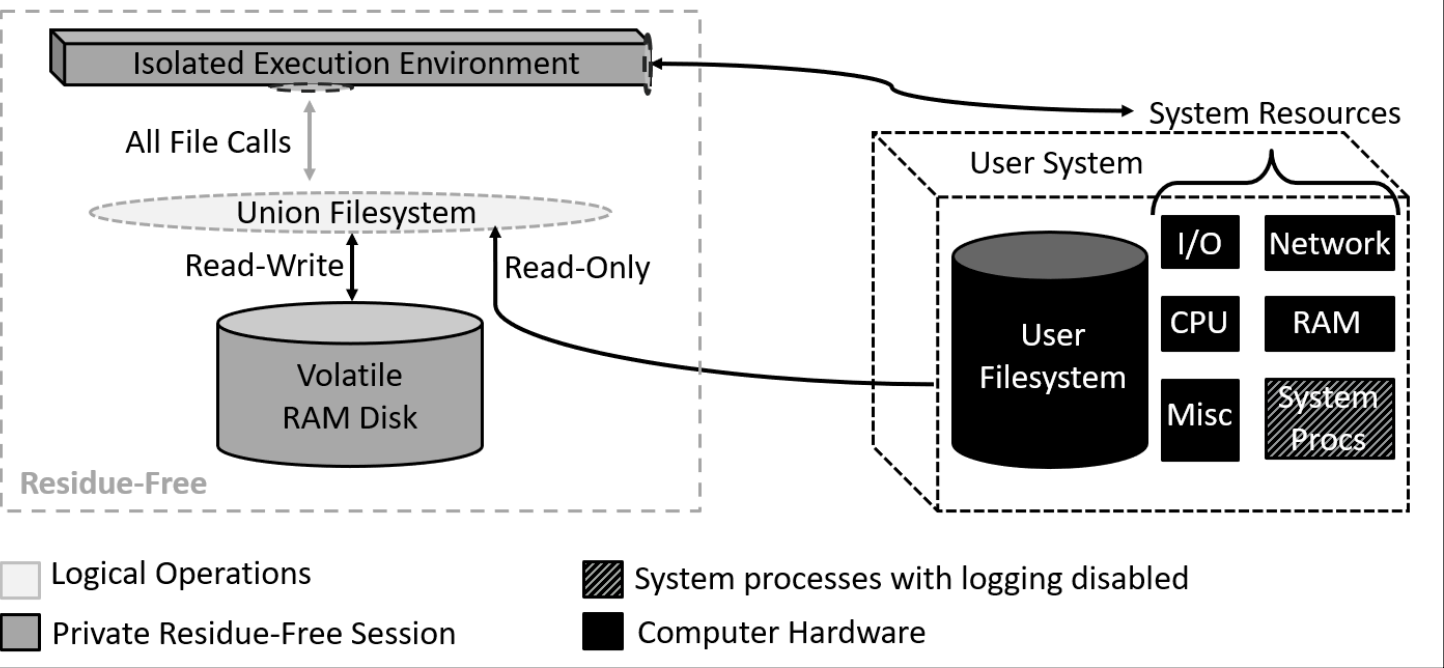 Isolated Execution Environment
All File Calls
Union Filesystem
Read-Write
Read-Only
Volatile
RAM Disk
Residue-Free
System Resources
User System
User
Filesystem
I/O
Network
CPU
RAM
Misc
System
Procs
Logical Operations
System processes with logging disabled
Private Residue-Free Session
Computer Hardware